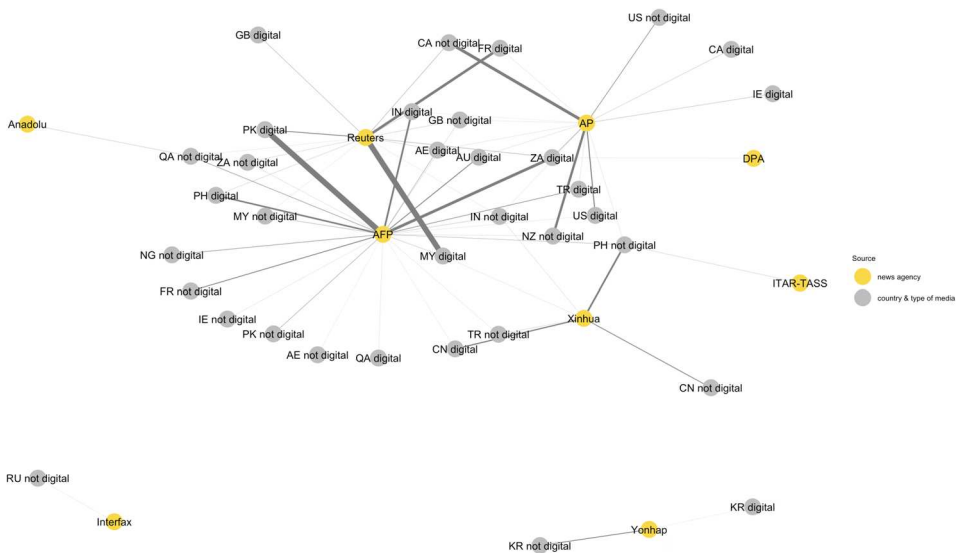 US not digital
GB digital
CA not digital
FR digital
CA digital
IE digital
IN digital
GB not digital
Anadolu
PK digital
Reuters
AP
QA not digital
ZA not digital
AE digital
AU digital
ZA digital
DPA
PH digital
TR digital
MY not digital
IN not digital
US digital
AFP
NZ not digital
PH not digital
NG not digital
MY digital
Source
news agency
country & type of media
ITAR-TASS
FR not digital
IE not digital
PK not digital
Xinhua
TR not digital
CN digital
AE not digital
QA digital
CN not digital
RU not digital
Interfax
KR digital
Yonhap
KR not digital